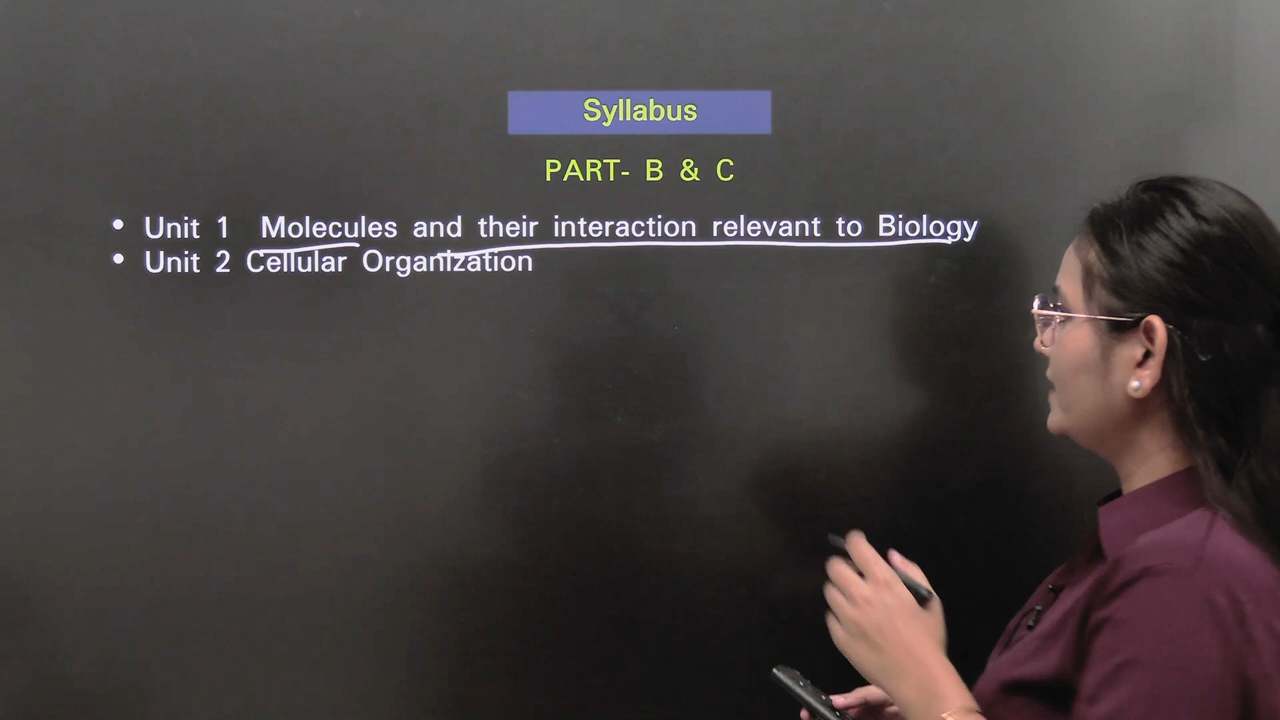 Syllabus
PART- B & C
• Unit 1 Molecules and their interaction relevant to Biology
• Unit 2 Cellular Organization